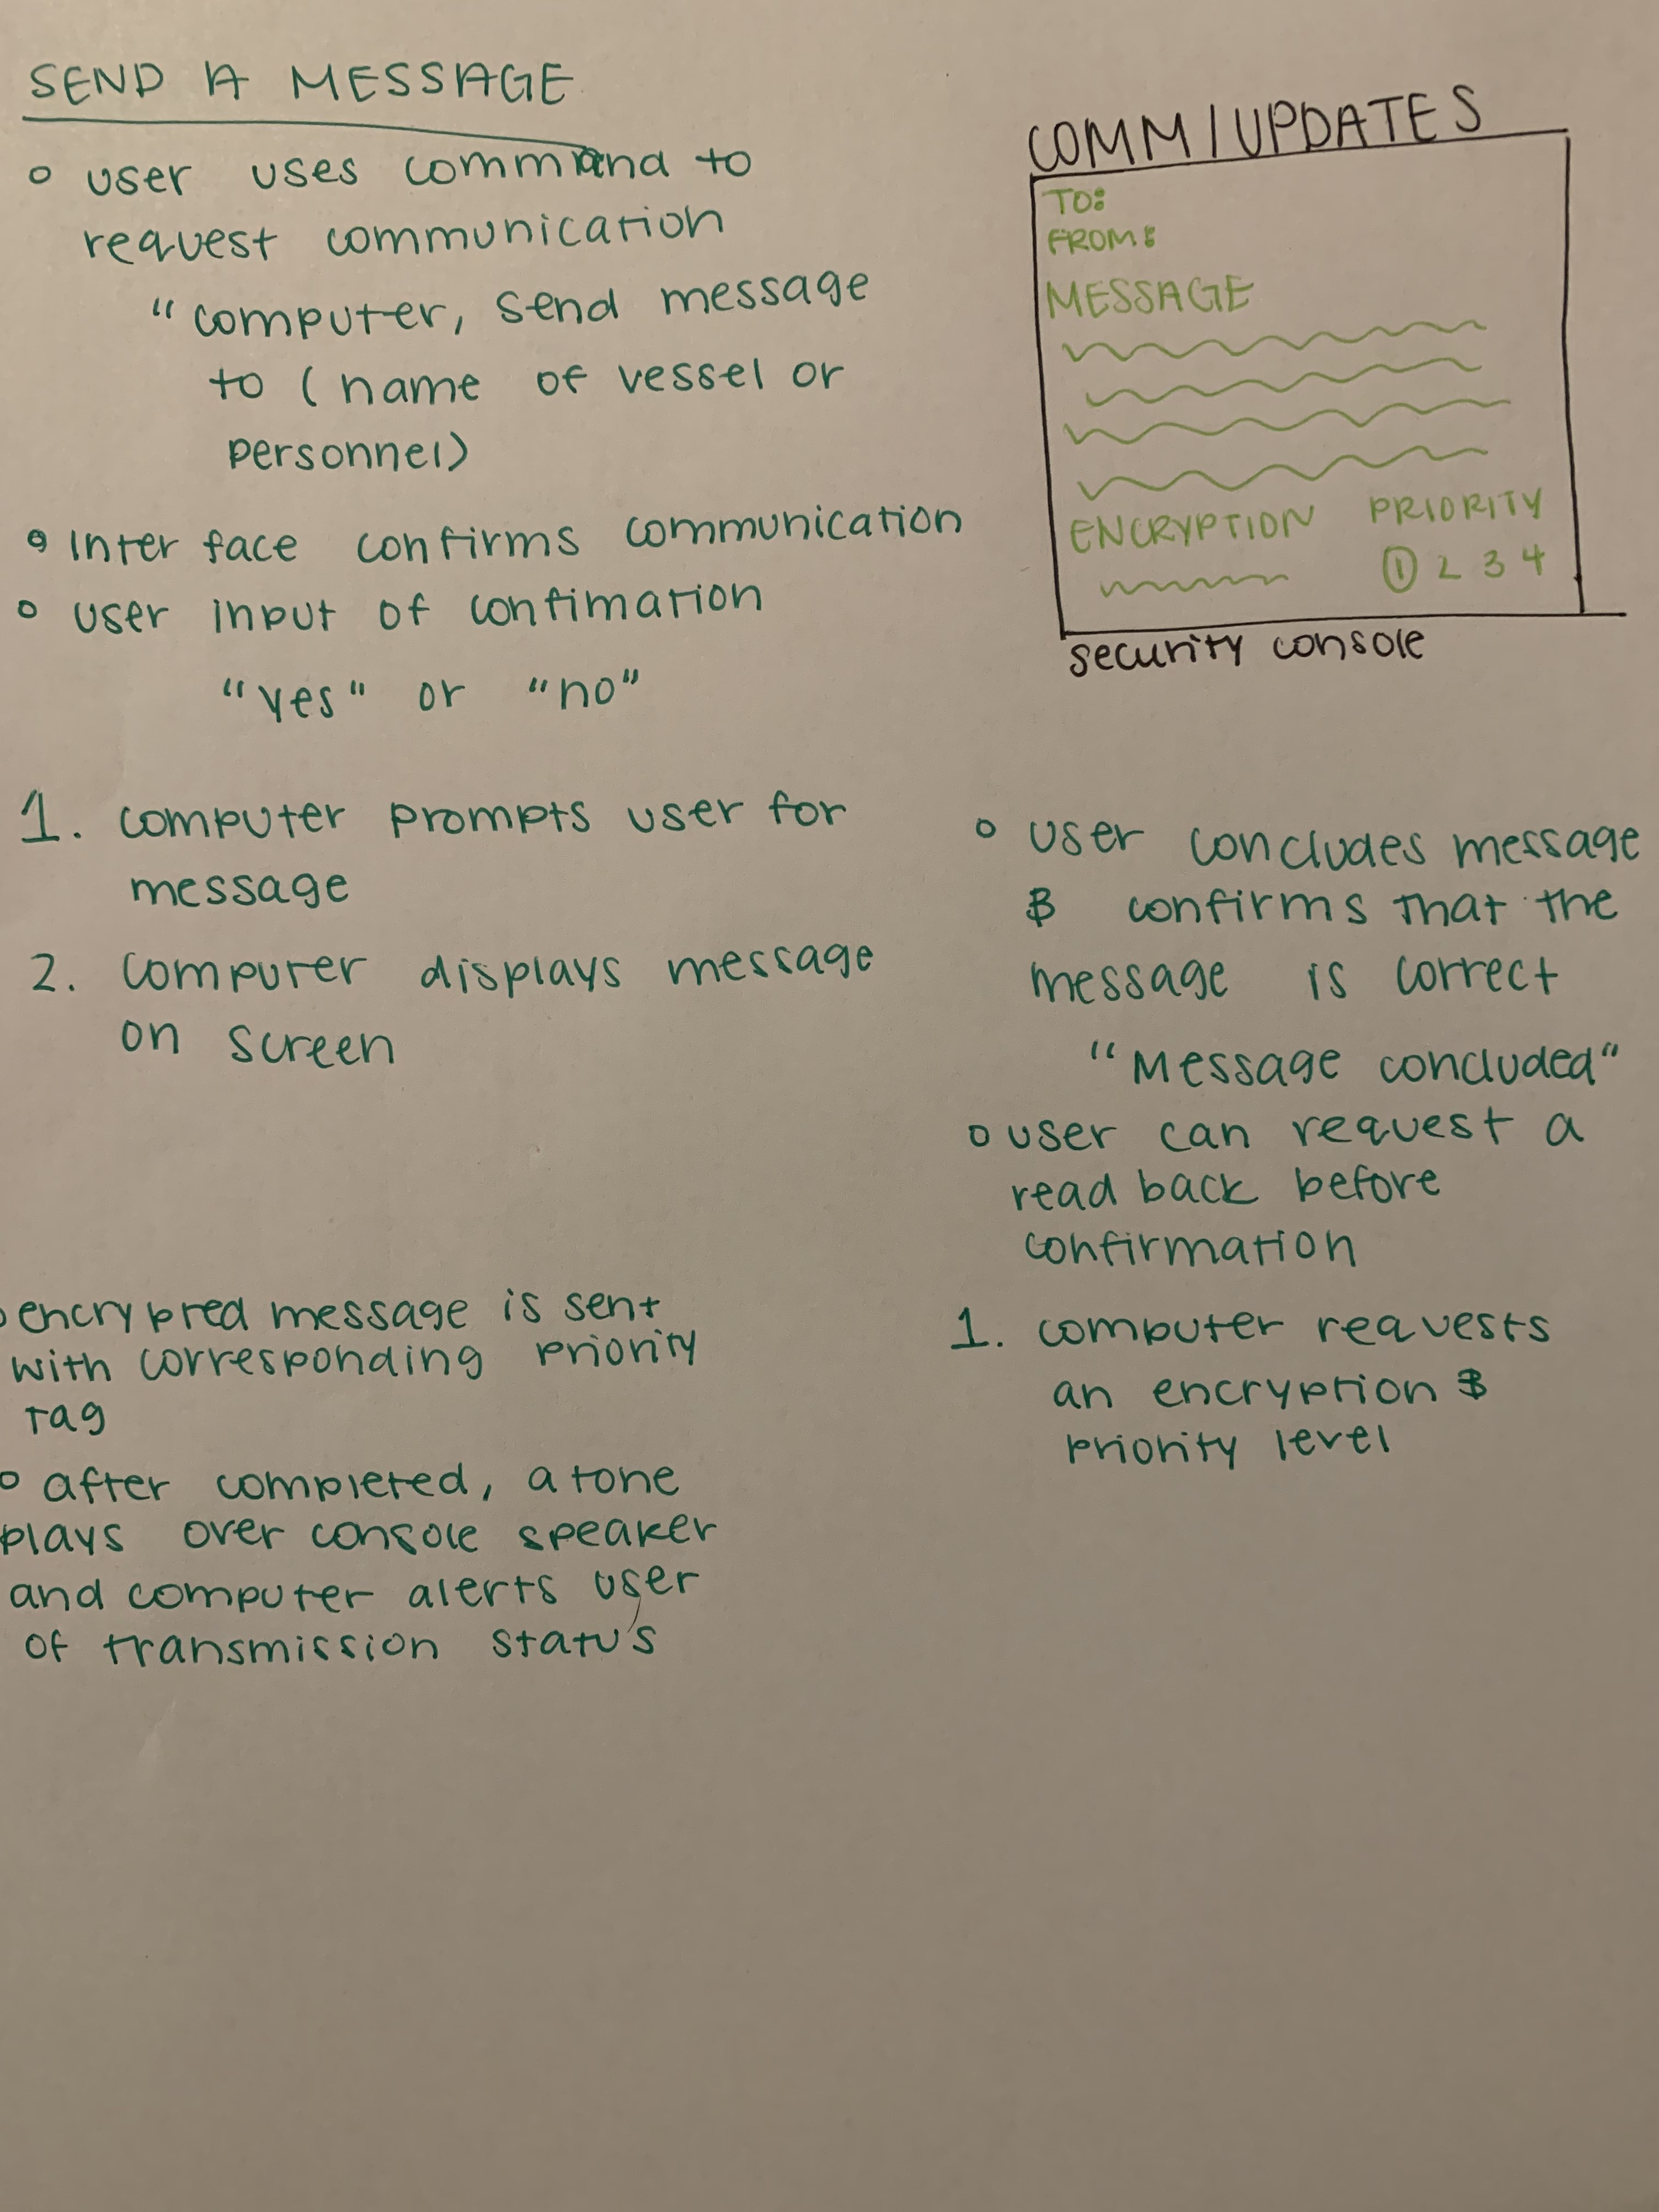 SEND A MESSAGE
o user uses command to
request communication
"computer, send message
to (name of vessel or
personnel)
o Interface confirms communication
o user input of confimation
"yes" or "no"
1. computer prompts user for
message
2. computer displays message
on screen
COMM/UPDATES
TO:
FROM:
MESSAGE
ENCRYPTION PRIORITY
① 2 3 4
security console
o user concludes message
& confirms that the
message is correct
"Message concluded"
o user can request a
read back before
confirmation
1. computer requests
an encryption &
priority level
o encrypted message is sent
with corresponding priority
tag
o after completed, a tone
plays over console speaker
and computer alerts user
of transmission status